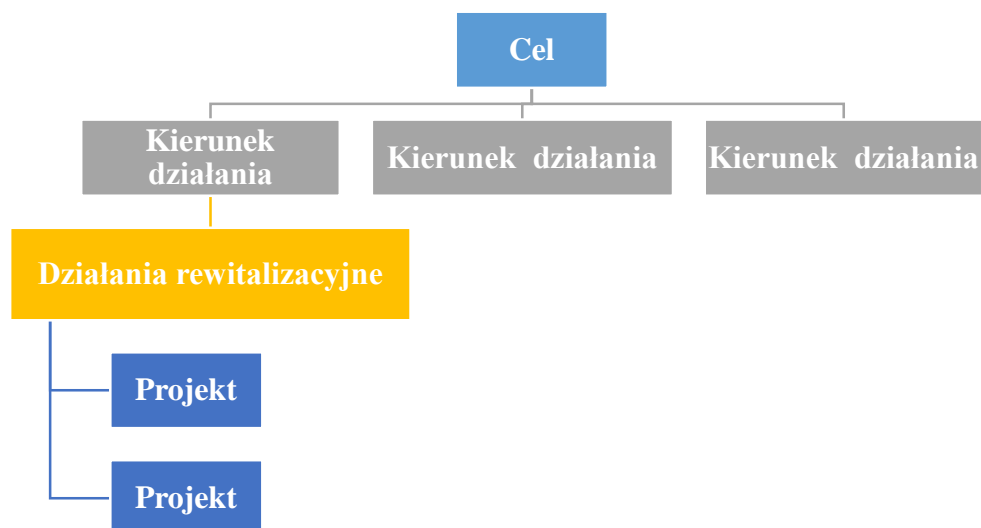 Cel
Kierunek
działania
Kierunek działania
Kierunek działania
Działania rewitalizacyjne
Projekt
Projekt